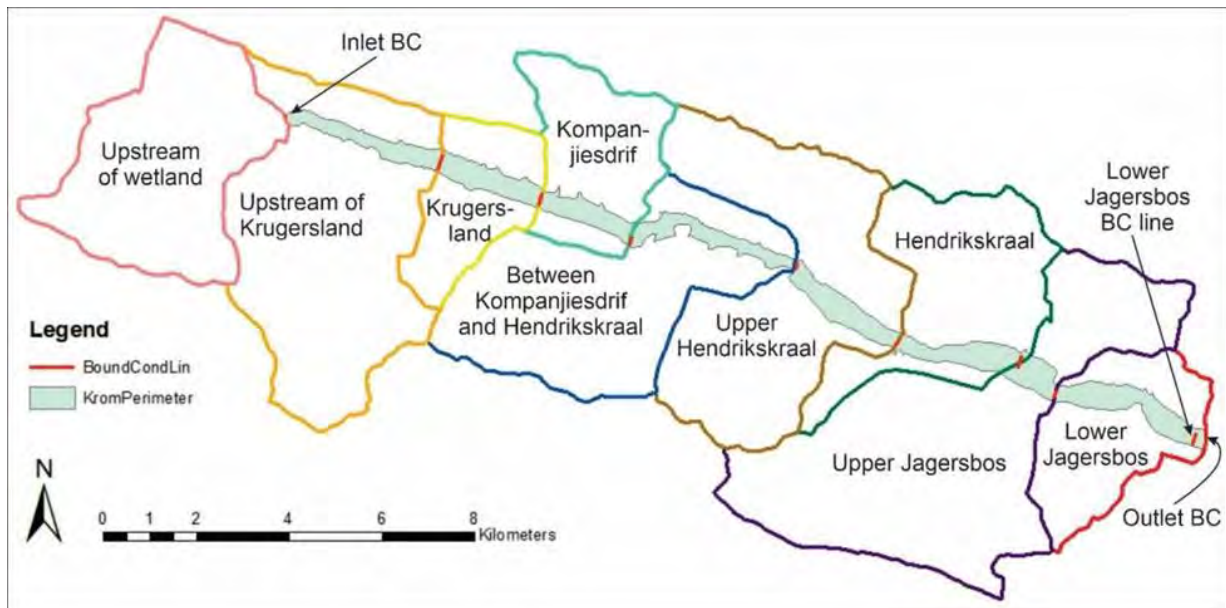 Inlet BC
Upstream
of wetland
Upstream of
Krugersland
Krugers-
land
Kompan-
jiesdrif
Between
Kompanjiesdrif
and Hendrikskraal
Upper
Hendrikskraal
Hendrikskraal
Lower
Jagersbos
BC line
Upper Jagersbos
Lower
Jagersbos
Outlet BC
Legend
BoundCondLin
KromPerimeter
N
0 1 2 4 6 8
Kilometers